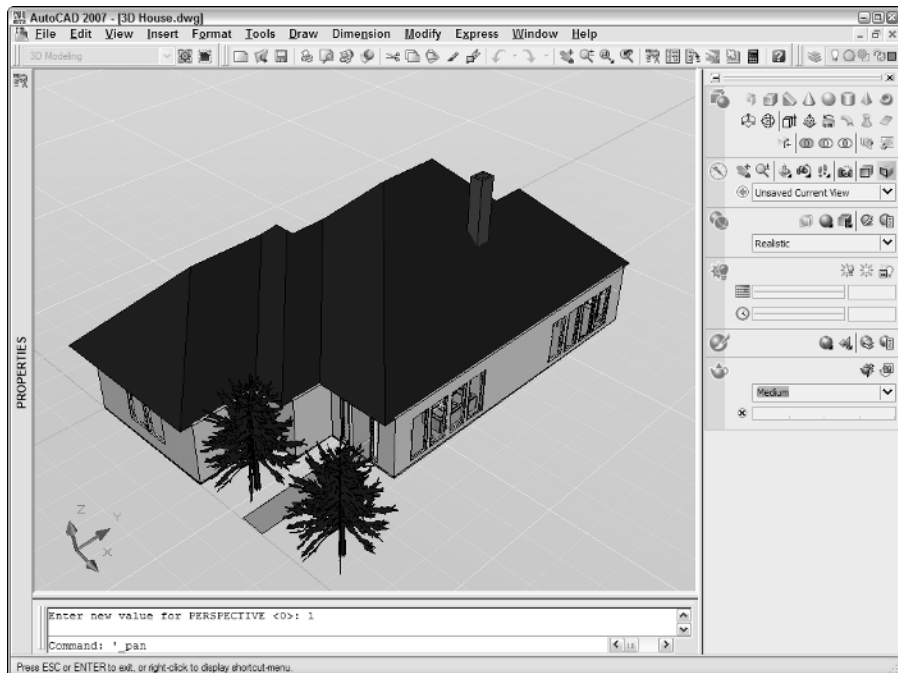 AutoCAD 2007 - [3D House.dwg]
File Edit View Insert Format Tools Draw Dimension Modify Express Window Help
3D Modeling
Unsaved Current View
Realistic
PROPERTIES
Medium
Z
Y
X
Enter new value for PERSPECTIVE <0>: 1
Command: '_pan
Press ESC or ENTER to exit, or right-click to display shortcut-menu.